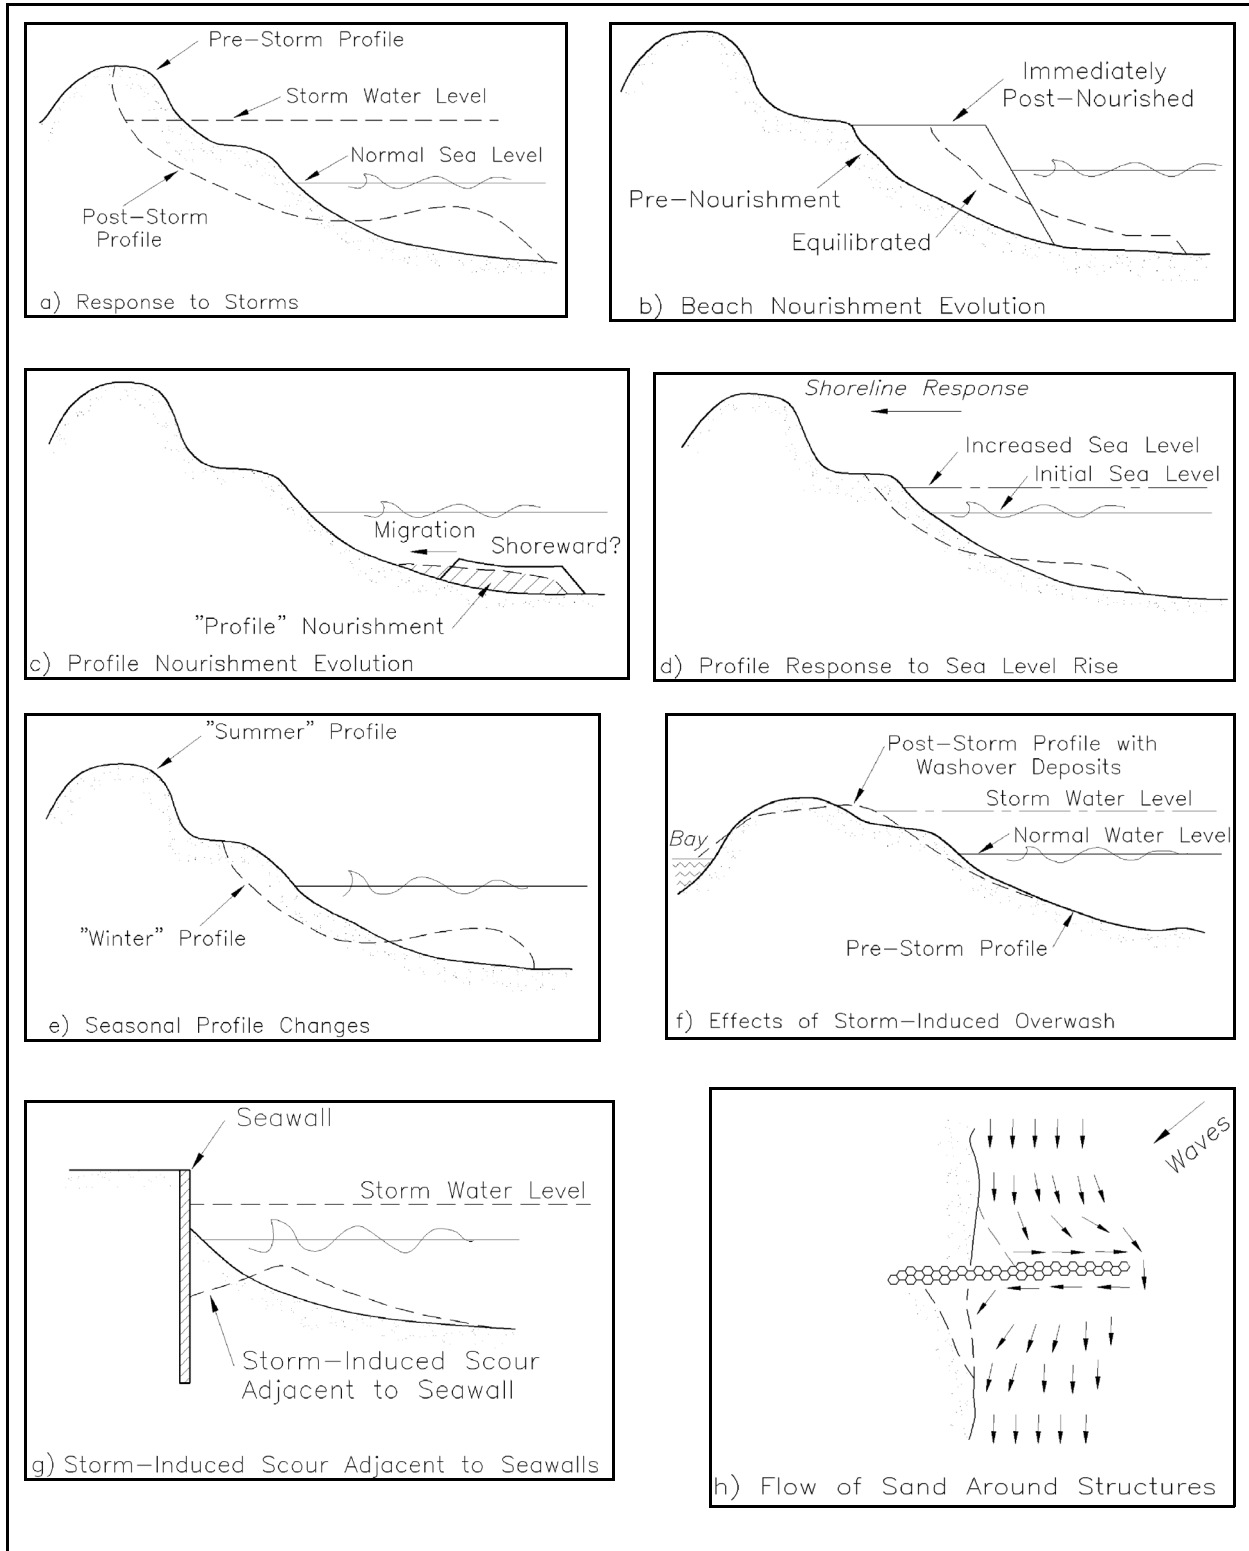 Pre-Storm Profile
Storm Water Level
Normal Sea Level
Post-Storm
Profile
a) Response to Storms
Immediately
Post-Nourished
Pre-Nourishment
Equilibrated
b) Beach Nourishment Evolution
Migration
Shoreward?
"Profile" Nourishment
c) Profile Nourishment Evolution
Shoreline Response
Increased Sea Level
Initial Sea Level
d) Profile Response to Sea Level Rise
"Summer" Profile
"Winter" Profile
e) Seasonal Profile Changes
Post-Storm Profile with
Washover Deposits
Storm Water Level
Bay
Normal Water Level
Pre-Storm Profile
f) Effects of Storm-Induced Overwash
Seawall
Storm Water Level
Storm-Induced Scour
Adjacent to Seawall
g) Storm-Induced Scour Adjacent to Seawalls
Waves
h) Flow of Sand Around Structures